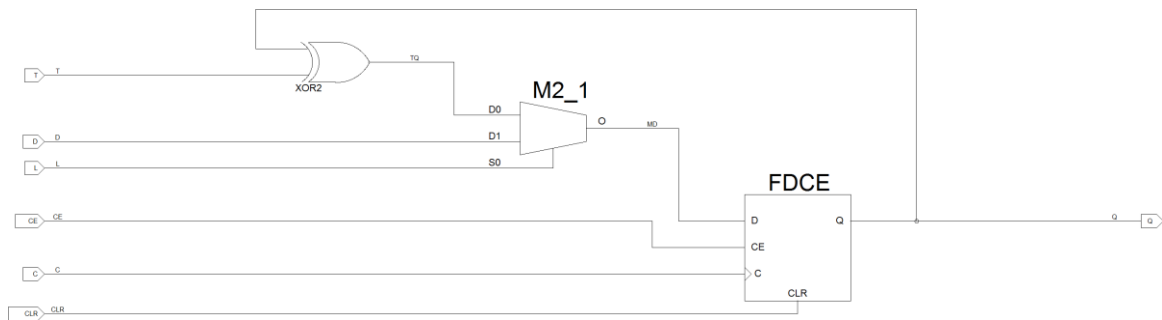 T T
XOR2
TQ
M2_1
D0
O
MD
D D
D1
L L
S0
FDCE
CE CE
D Q
Q Q
CE
C C
C
CLR
CLR CLR